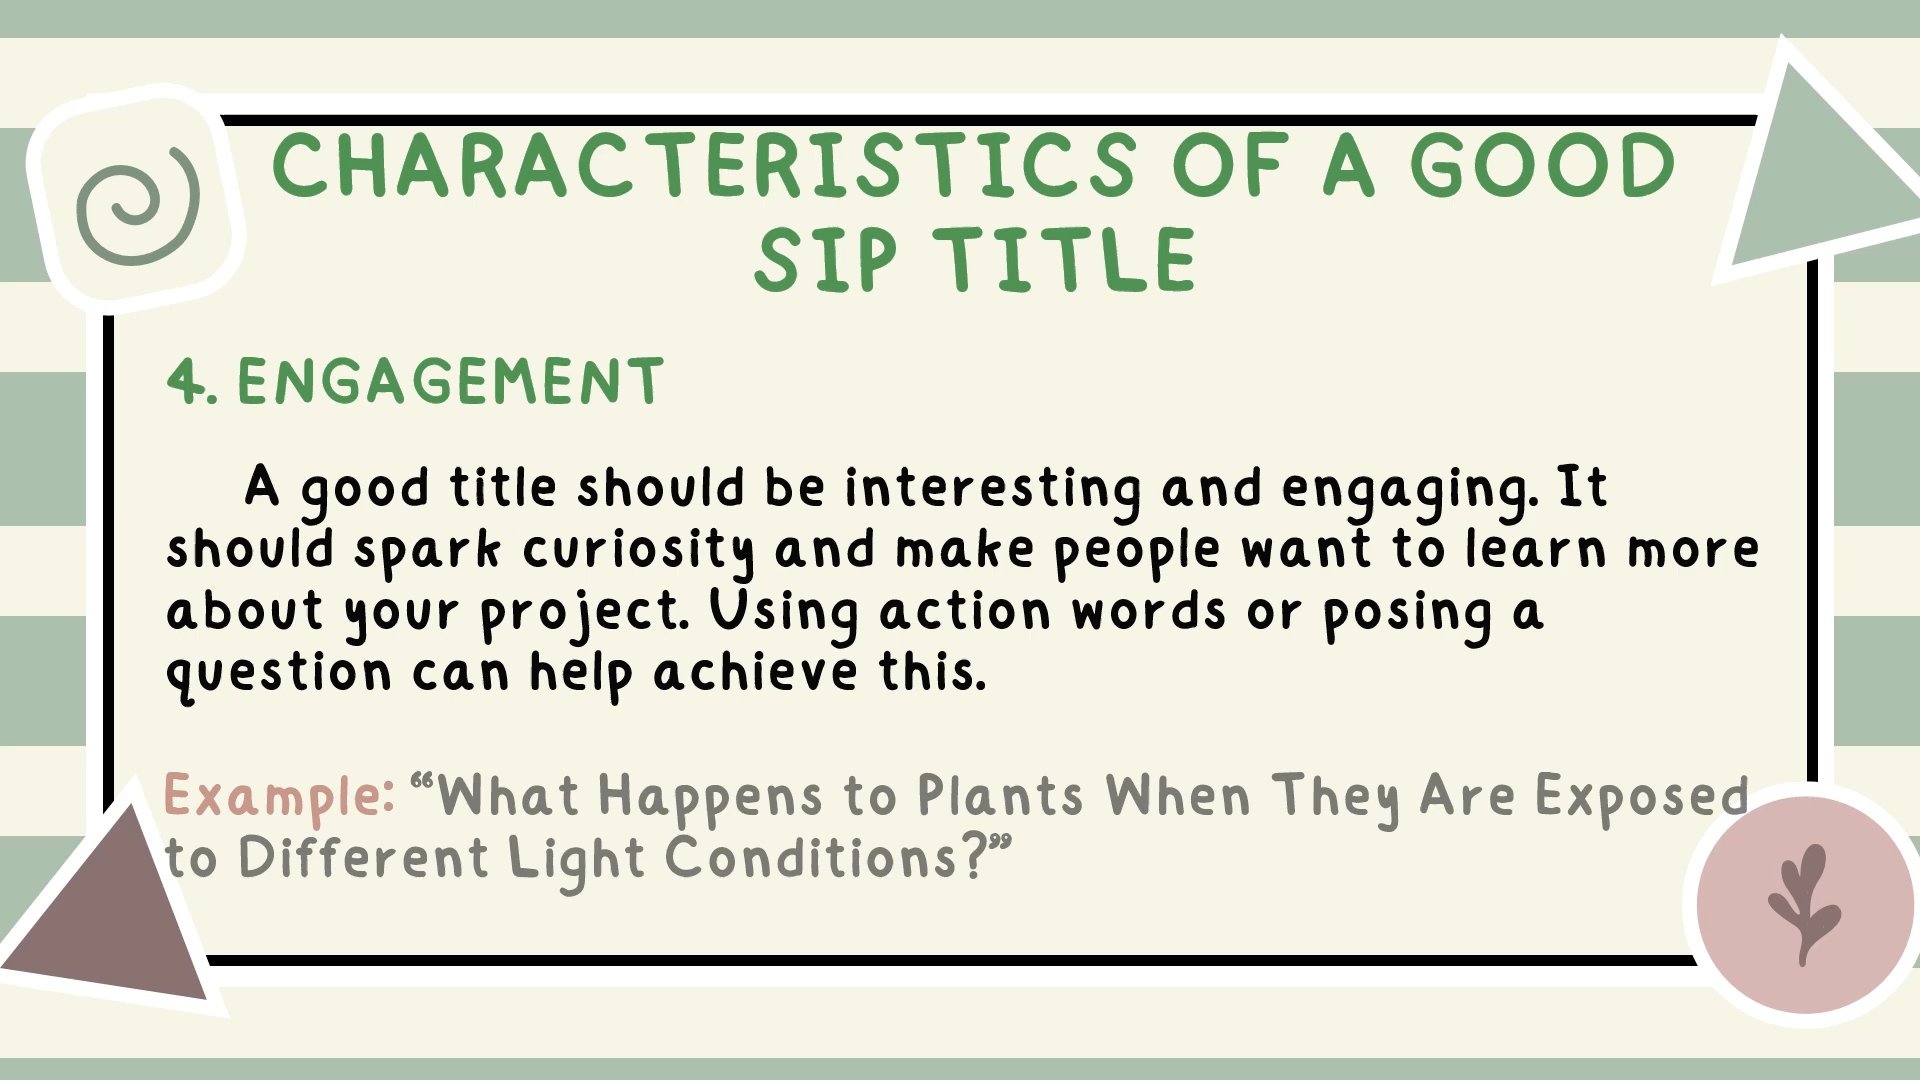 CHARACTERISTICS OF A GOOD
SIP TITLE
4. ENGAGEMENT
A good title should be interesting and engaging. It
should spark curiosity and make people want to learn more
about your project. Using action words or posing a
question can help achieve this.
Example: “What Happens to Plants When They Are Exposed
to Different Light Conditions?”